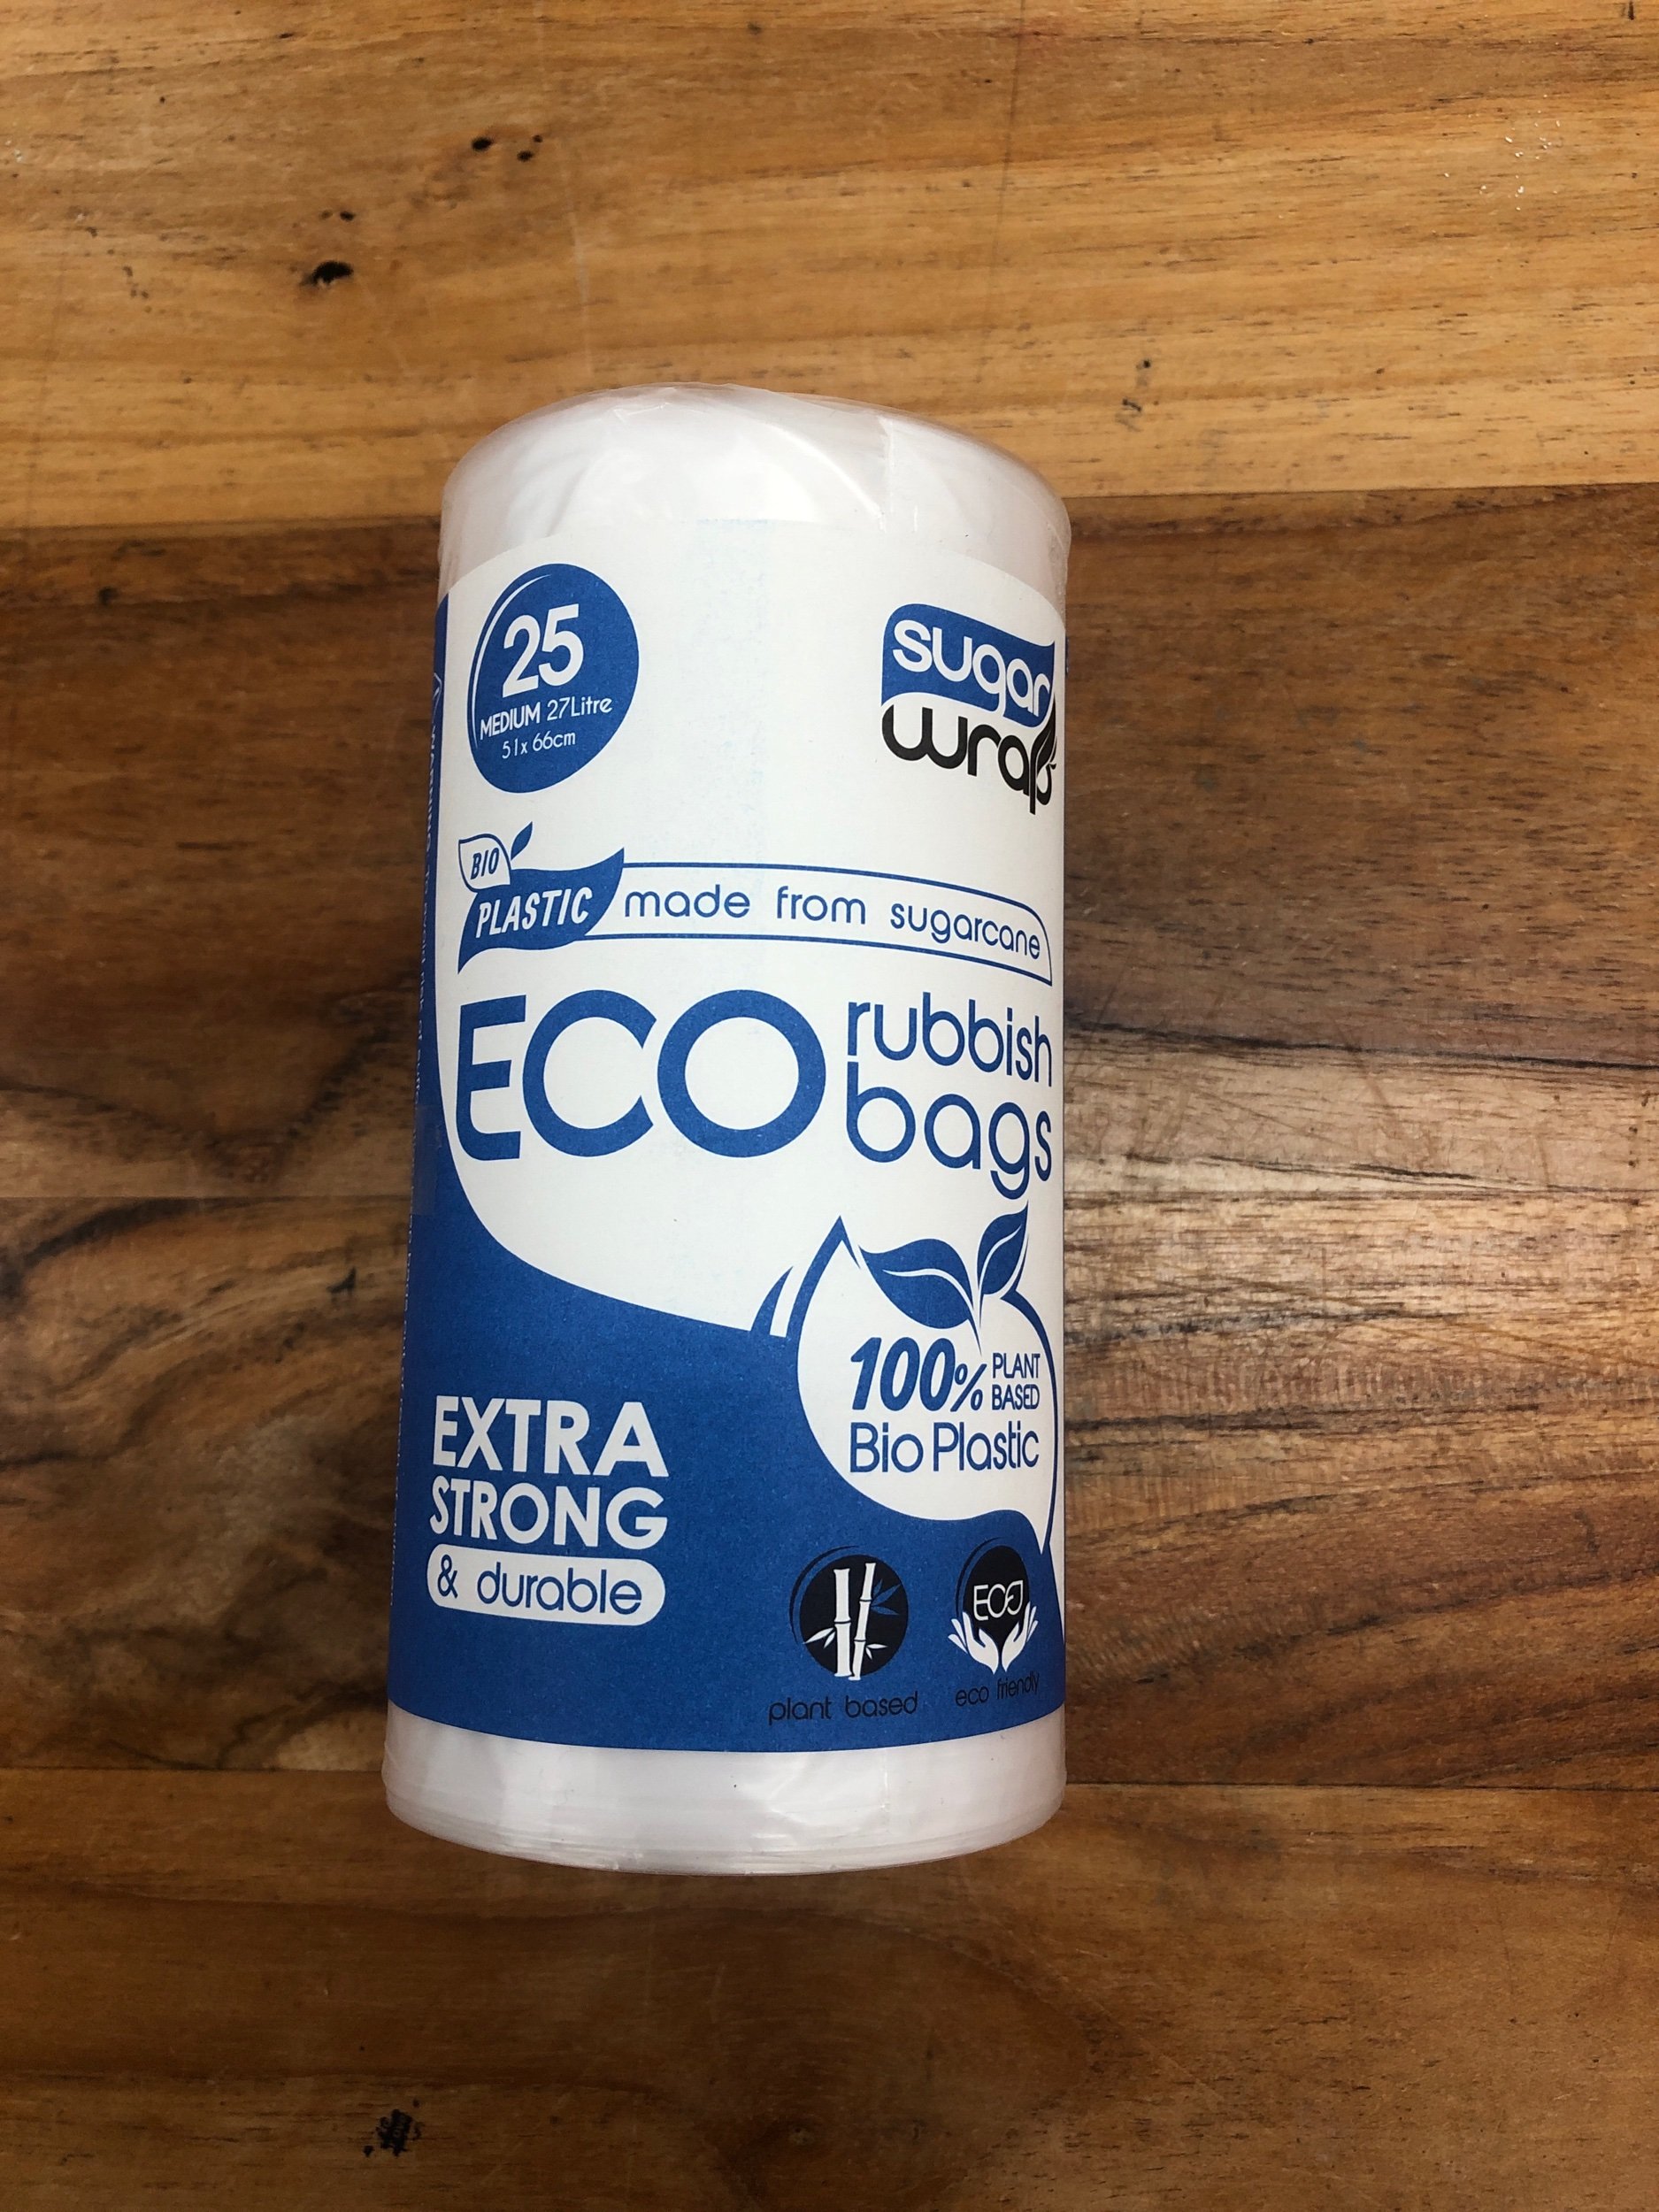 25
MEDIUM 27Litre
51x 66cm
sugar
wrap
BIO
PLASTIC made from sugarcane
ECO rubbish
bags
100% PLANT
BASED
Bio Plastic
EXTRA
STRONG
& durable
ECO
plant based
eco friendly